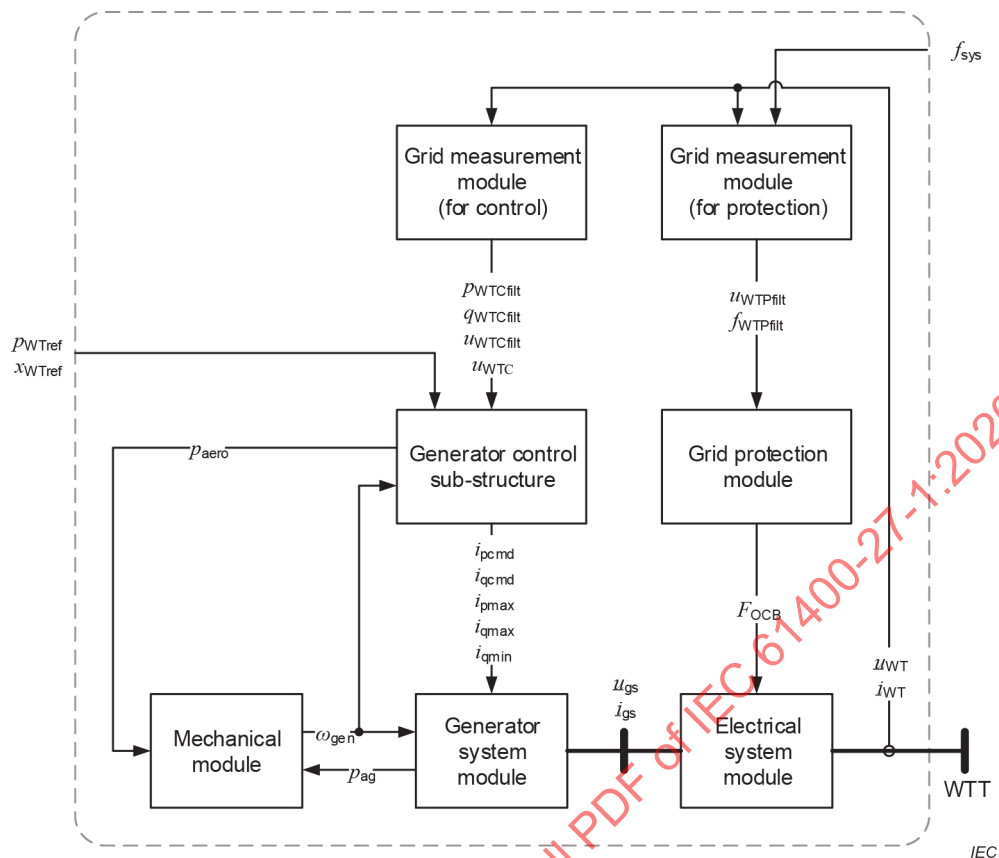 f_sys
Grid measurement
module
(for control)
Grid measurement
module
(for protection)
p_WTCfilt
q_WTCfilt
u_WTCfilt
u_WTC
u_WTPfilt
f_WTPfilt
p_WTref
x_WTref
p_aero
Generator control
sub-structure
Grid protection
module
i_pcmd
i_qcmd
i_pmax
i_qmax
i_qmin
F_OCB
u_WT
i_WT
u_gs
i_gs
Mechanical
module
ω_gen
p_ag
Generator
system
module
Electrical
system
module
WTT
IEC
PDF of IEC 61400-27-1:202